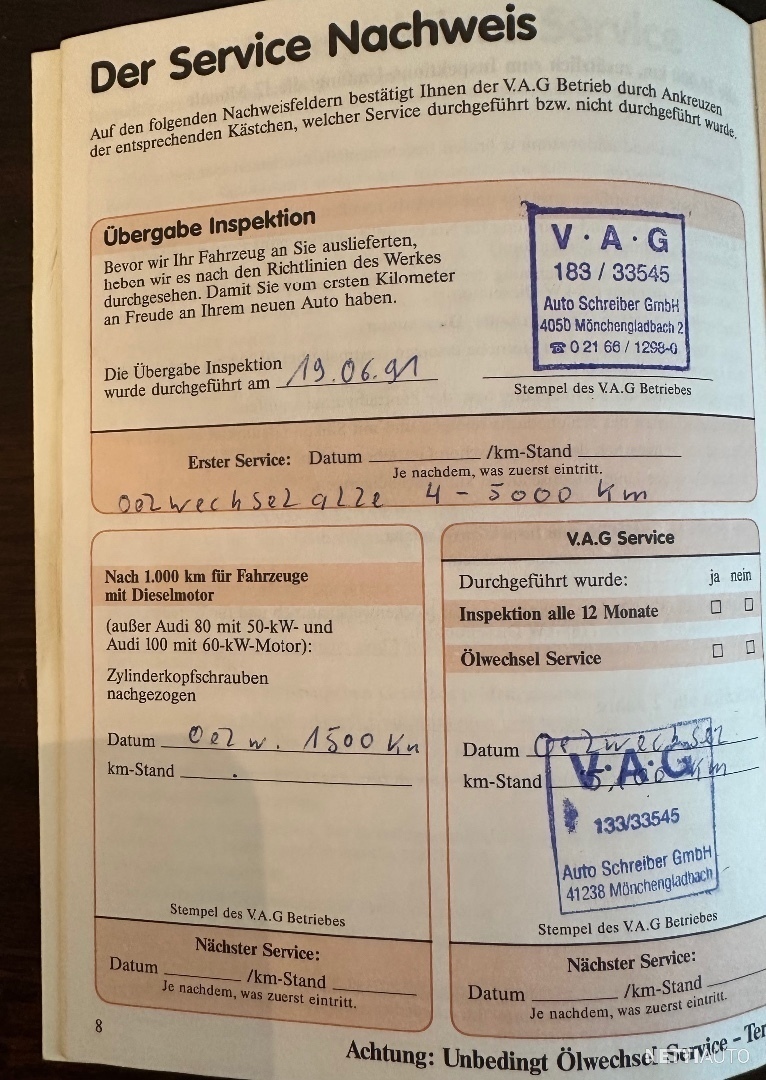 Der Service Nachweis
Auf den folgenden Nachweisfeldern bestätigt Ihnen der V.A.G Betrieb durch Ankreuzen
der entsprechenden Kästchen, welcher Service durchgeführt bzw. nicht durchgeführt wurde.
Übergabe Inspektion
Bevor wir Ihr Fahrzeug an Sie auslieferten,
heben wir es nach den Richtlinien des Werkes
durchgesehen. Damit Sie vom ersten Kilometer
an Freude an Ihrem neuen Auto haben.
V·A·G
183 / 33545
Auto Schreiber GmbH
4050 Mönchengladbach 2
☎ 0 21 66 / 1298-0
Die Übergabe Inspektion
wurde durchgeführt am 19.06.91
Stempel des V.A.G Betriebes
Erster Service: Datum /km-Stand
Je nachdem, was zuerst eintritt.
Oelwechsel alle 4 - 5000 Km
Nach 1.000 km für Fahrzeuge
mit Dieselmotor
(außer Audi 80 mit 50-kW- und
Audi 100 mit 60-kW-Motor):
Zylinderkopfschrauben
nachgezogen
Datum Oelw. 1500 Km
km-Stand
Stempel des V.A.G Betriebes
Nächster Service:
Datum /km-Stand
Je nachdem, was zuerst eintritt.
V.A.G Service
Durchgeführt wurde: ja nein
Inspektion alle 12 Monate □ □
Ölwechsel Service □ □
Datum Oelwechsel
km-Stand Km
V·A·G
133/33545
Auto Schreiber GmbH
41238 Mönchengladbach
Stempel des V.A.G Betriebes
Nächster Service:
Datum /km-Stand
Je nachdem, was zuerst eintritt.
8
Achtung: Unbedingt Ölwechsel Service - Ter
NETTIAUTO